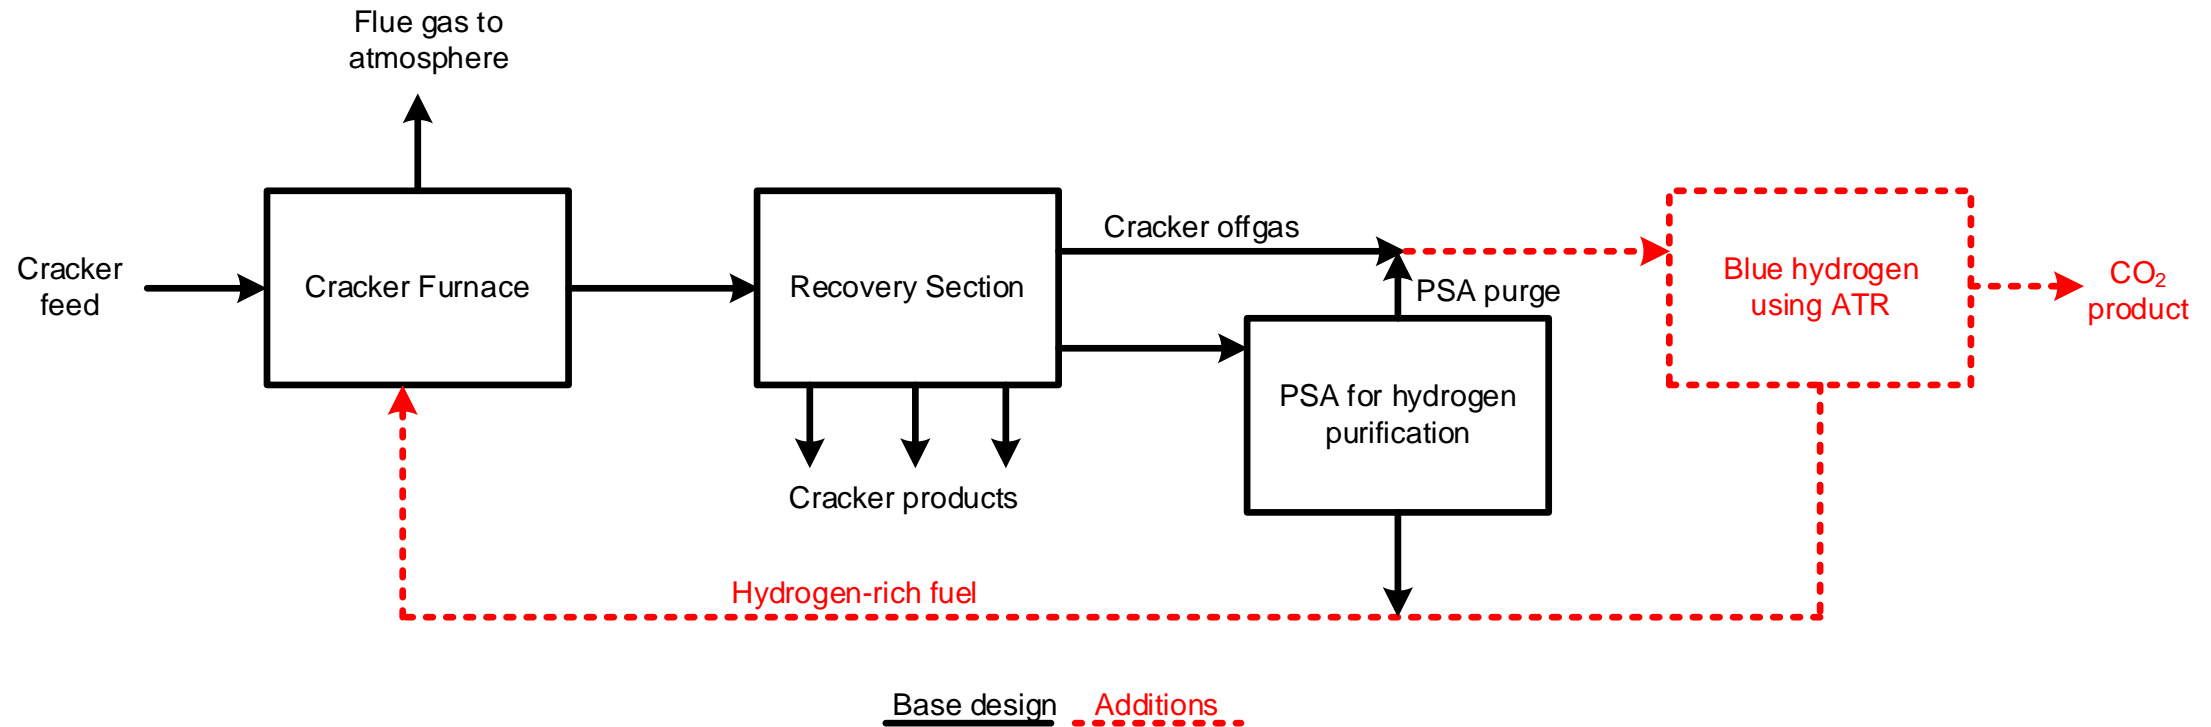 Flue gas to
atmosphere
Cracker
feed
Cracker Furnace
Recovery Section
Cracker offgas
PSA purge
Blue hydrogen
using ATR
CO₂
product
PSA for hydrogen
purification
Cracker products
Hydrogen-rich fuel
Base design
Additions